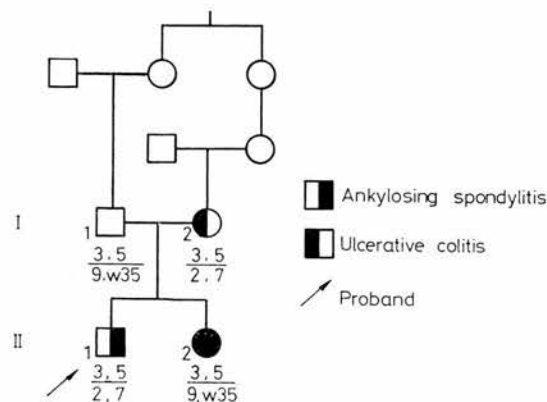 I
1
3.5
9.w35
2
3.5
2.7
Ankylosing spondylitis
Ulcerative colitis
Proband
II
1
3,5
2,7
2
3,5
9,w35